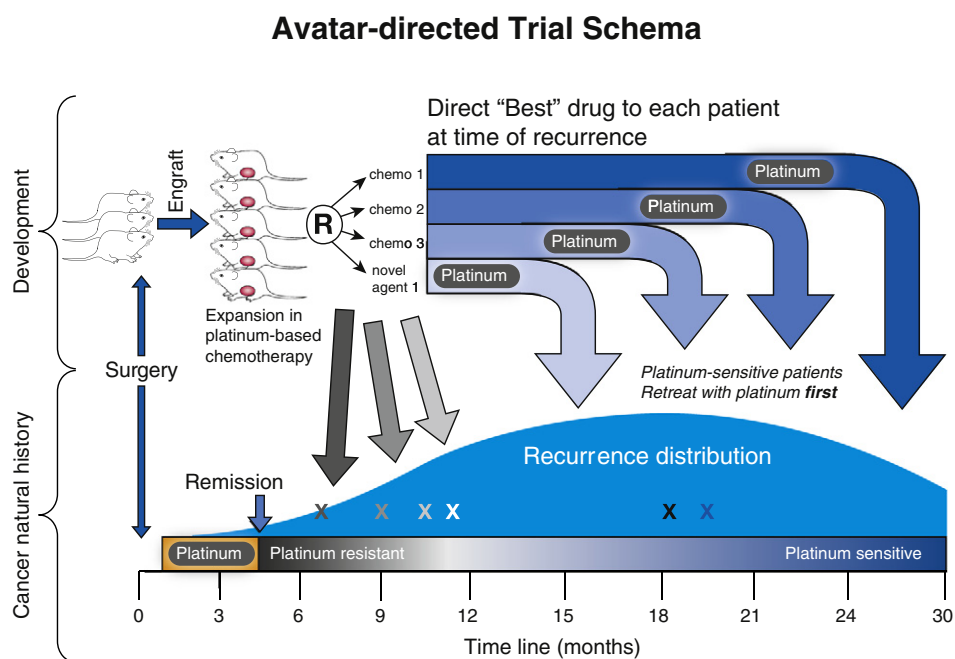 Avatar-directed Trial Schema
Development
Engraft
Direct “Best” drug to each patient
at time of recurrence
R
chemo 1
chemo 2
chemo 3
novel
agent 1
Platinum
Platinum
Platinum
Platinum
Expansion in
platinum-based
chemotherapy
Surgery
Platinum-sensitive patients
Retreat with platinum first
Cancer natural history
Recurrence distribution
Remission
X X X X X X
Platinum
Platinum resistant
Platinum sensitive
0 3 6 9 12 15 18 21 24 30
Time line (months)